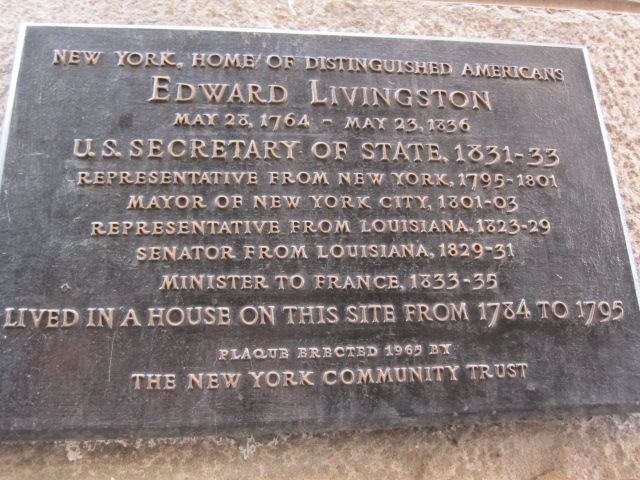 NEW YORK, HOME OF DISTINGUISHED AMERICANS
EDWARD LIVINGSTON
MAY 28, 1764 - MAY 23, 1836
U.S. SECRETARY OF STATE, 1831-33
REPRESENTATIVE FROM NEW YORK, 1795-1801
MAYOR OF NEW YORK CITY, 1801-03
REPRESENTATIVE FROM LOUISIANA, 1823-29
SENATOR FROM LOUISIANA, 1829-31
MINISTER TO FRANCE, 1833-35
LIVED IN A HOUSE ON THIS SITE FROM 1784 TO 1795
PLAQUE ERECTED 1965 BY
THE NEW YORK COMMUNITY TRUST